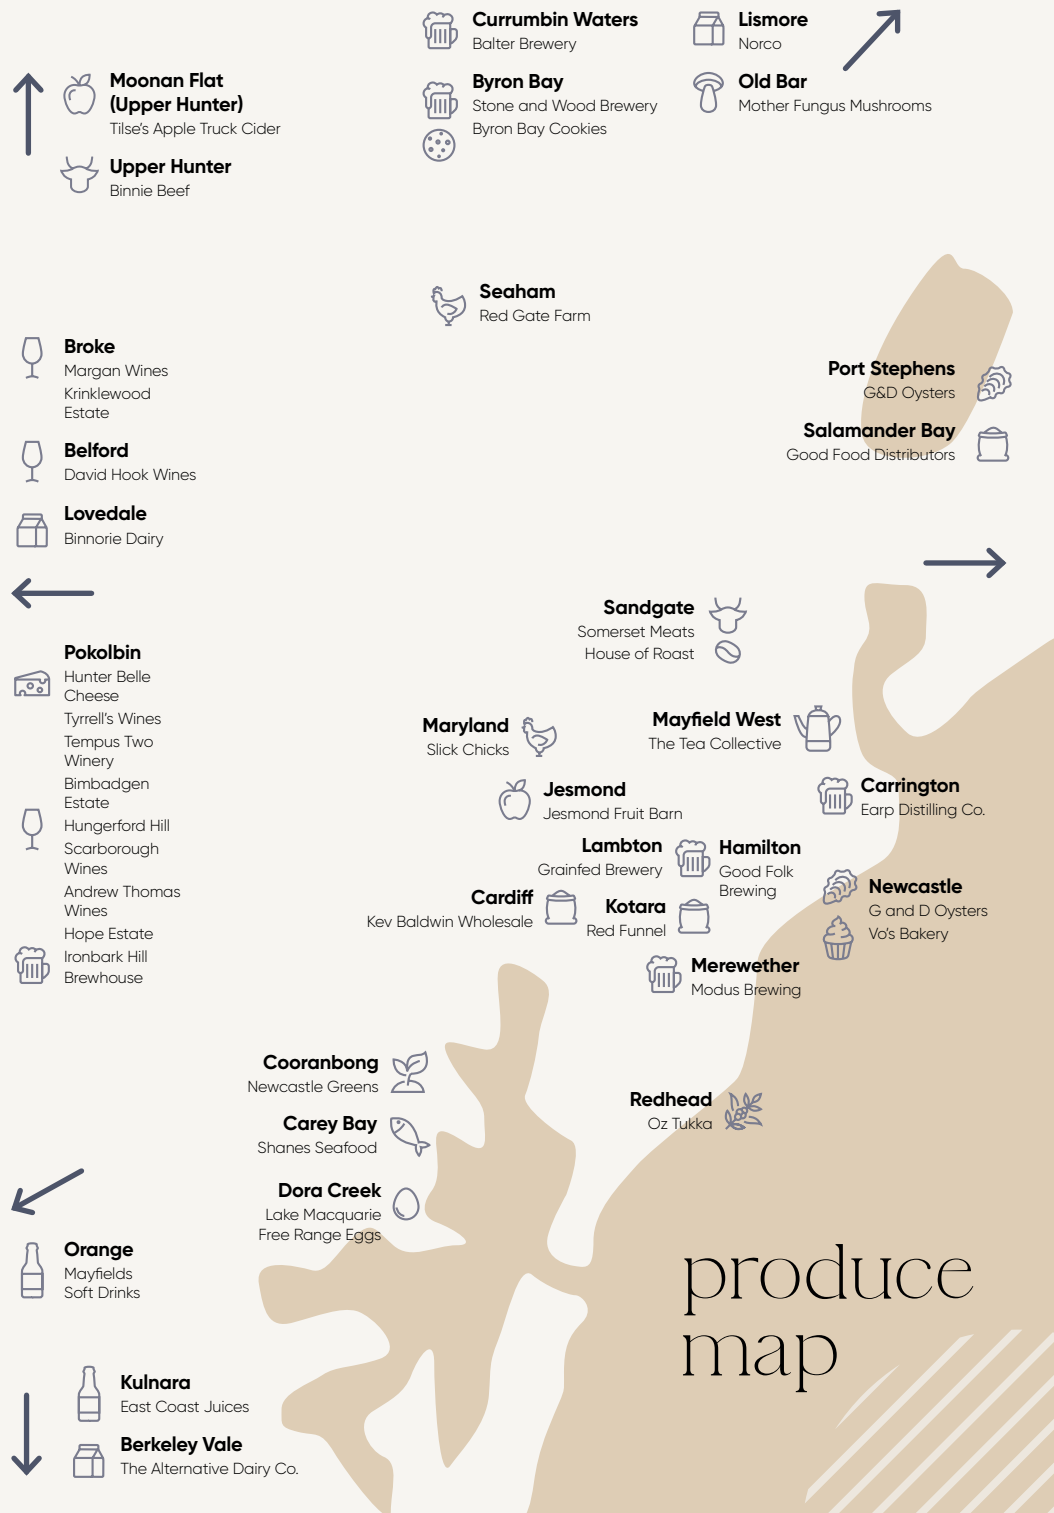 Currumbin Waters
Balter Brewery
Lismore
Norco
Moonan Flat
(Upper Hunter)
Tilse's Apple Truck Cider
Byron Bay
Stone and Wood Brewery
Byron Bay Cookies
Old Bar
Mother Fungus Mushrooms
Upper Hunter
Binnie Beef
Seaham
Red Gate Farm
Broke
Margan Wines
Krinklewood
Estate
Port Stephens
G&D Oysters
Salamander Bay
Good Food Distributors
Belford
David Hook Wines
Lovedale
Binnorie Dairy
Sandgate
Somerset Meats
House of Roast
Pokolbin
Hunter Belle
Cheese
Tyrrell's Wines
Tempus Two
Winery
Bimbadgen
Estate
Hungerford Hill
Scarborough
Wines
Andrew Thomas
Wines
Hope Estate
Ironbark Hill
Brewhouse
Maryland
Slick Chicks
Mayfield West
The Tea Collective
Jesmond
Jesmond Fruit Barn
Carrington
Earp Distilling Co.
Lambton
Grainfed Brewery
Hamilton
Good Folk
Brewing
Cardiff
Kev Baldwin Wholesale
Kotara
Red Funnel
Newcastle
G and D Oysters
Vo's Bakery
Merewether
Modus Brewing
Cooranbong
Newcastle Greens
Redhead
Oz Tukka
Carey Bay
Shanes Seafood
Dora Creek
Lake Macquarie
Free Range Eggs
Orange
Mayfields
Soft Drinks
produce
map
Kulnara
East Coast Juices
Berkeley Vale
The Alternative Dairy Co.